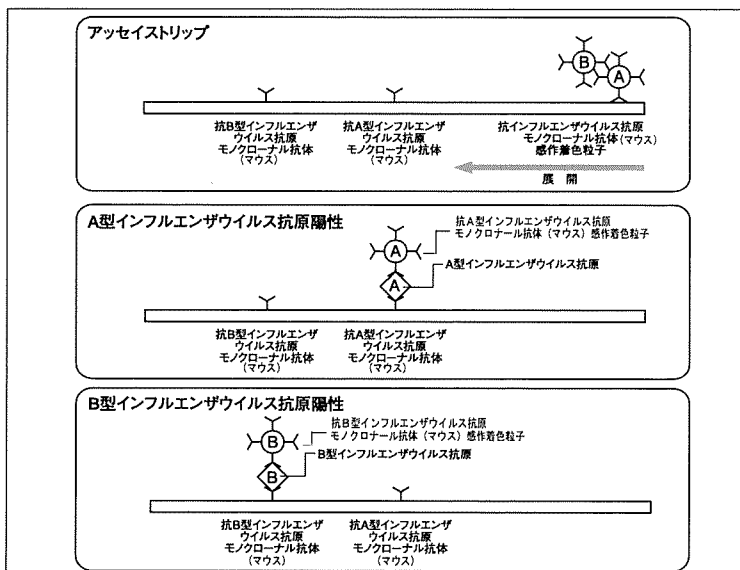 アッセイストリップ
B
A
抗B型インフルエンザ
ウイルス抗原
モノクローナル抗体
(マウス)
抗A型インフルエンザ
ウイルス抗原
モノクローナル抗体
(マウス)
抗インフルエンザウイルス抗原
モノクローナル抗体(マウス)
感作着色粒子
展開
A型インフルエンザウイルス抗原陽性
A
抗A型インフルエンザウイルス抗原
モノクロナール抗体(マウス)感作着色粒子
A
A型インフルエンザウイルス抗原
抗B型インフルエンザ
ウイルス抗原
モノクローナル抗体
(マウス)
抗A型インフルエンザ
ウイルス抗原
モノクローナル抗体
(マウス)
B型インフルエンザウイルス抗原陽性
B
抗B型インフルエンザウイルス抗原
モノクロナール抗体(マウス)感作着色粒子
B
B型インフルエンザウイルス抗原
抗B型インフルエンザ
ウイルス抗原
モノクローナル抗体
(マウス)
抗A型インフルエンザ
ウイルス抗原
モノクローナル抗体
(マウス)